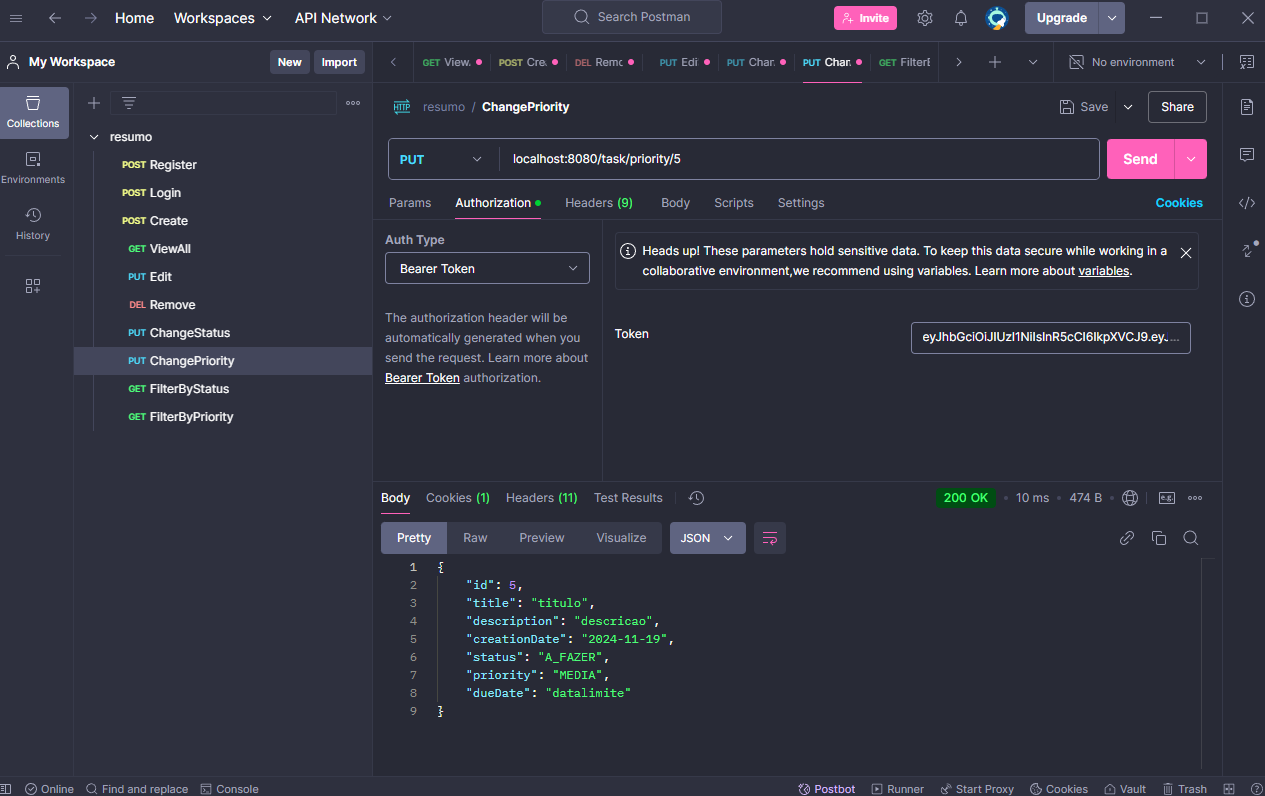 Home Workspaces API Network Search Postman Invite Upgrade
My Workspace New Import
GET View POST Cre DEL Remo PUT Edi PUT Chan PUT Chan GET FilterB No environment
Collections
Environments
History
resumo
POST Register
POST Login
POST Create
GET ViewAll
PUT Edit
DEL Remove
PUT ChangeStatus
PUT ChangePriority
GET FilterByStatus
GET FilterByPriority
HTTP resumo / ChangePriority Save Share
PUT localhost:8080/task/priority/5 Send
Params Authorization Headers (9) Body Scripts Settings Cookies
Auth Type
Bearer Token
The authorization header will be
automatically generated when you
send the request. Learn more about
Bearer Token authorization.
Heads up! These parameters hold sensitive data. To keep this data secure while working in a
collaborative environment,we recommend using variables. Learn more about variables.
Token
Body Cookies (1) Headers (11) Test Results 200 OK 10 ms 474 B e.g.
Pretty Raw Preview Visualize JSON
1 {
2 "id": 5,
3 "title": "titulo",
4 "description": "descricao",
5 "creationDate": "2024-11-19",
6 "status": "A_FAZER",
7 "priority": "MEDIA",
8 "dueDate": "datalimite"
9 }
Online Find and replace Console Postbot Runner Start Proxy Cookies Vault Trash